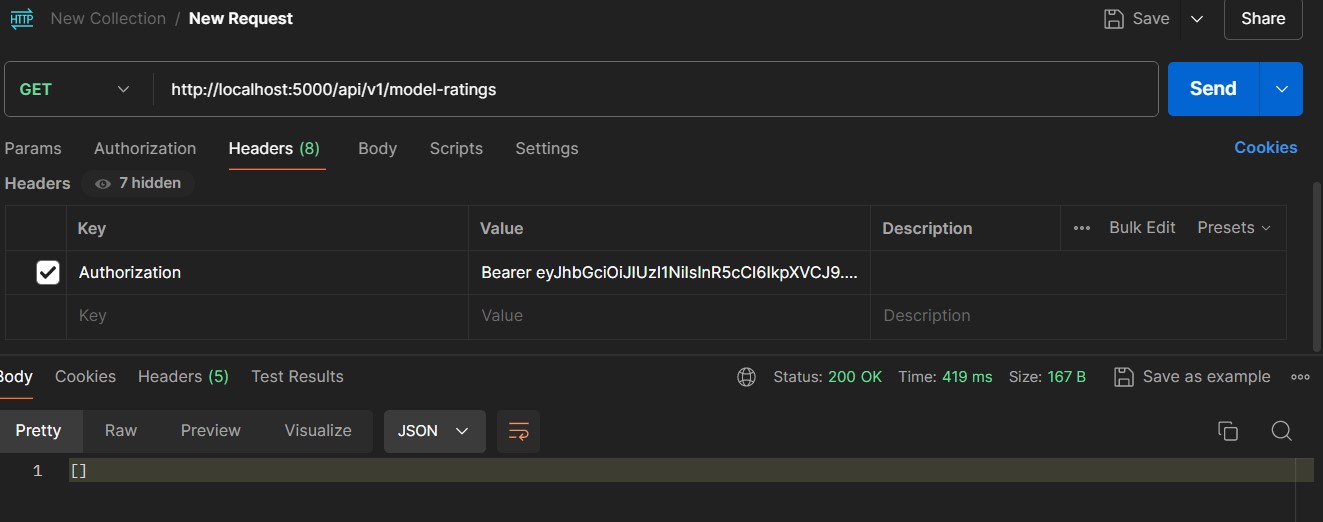 HTTP New Collection / New Request Save Share
GET http://localhost:5000/api/v1/model-ratings Send
Params Authorization Headers (8) Body Scripts Settings Cookies
Headers 7 hidden
Key Value Description Bulk Edit Presets
Authorization Bearer eyJhbGciOiJIUzI1NiIsInR5cCI6IkpXVCJ9....
Key Value Description
Body Cookies Headers (5) Test Results Status: 200 OK Time: 419 ms Size: 167 B Save as example
Pretty Raw Preview Visualize JSON
1 []